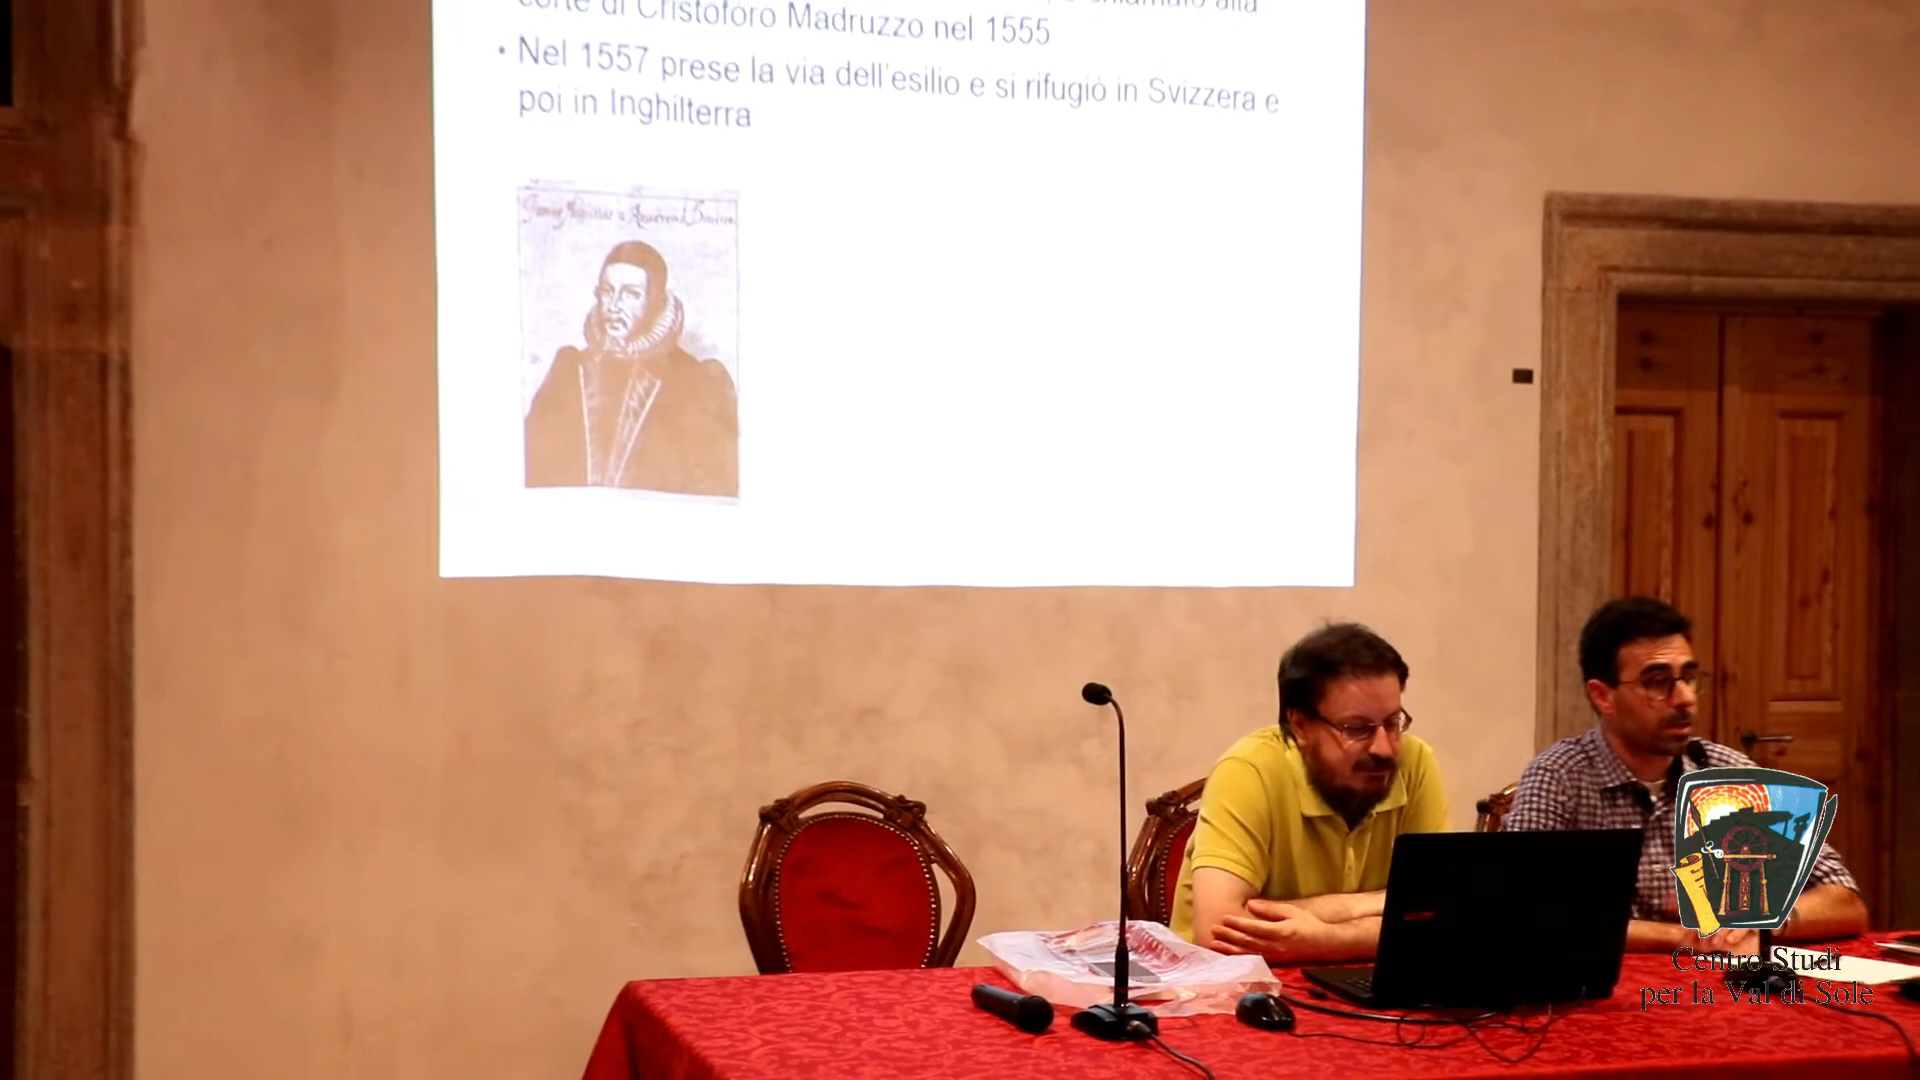 corte di Cristoforo Madruzzo nel 1555
• Nel 1557 prese la via dell'esilio e si rifugiò in Svizzera e
poi in Inghilterra
Centro Studi
per la Val di Sole